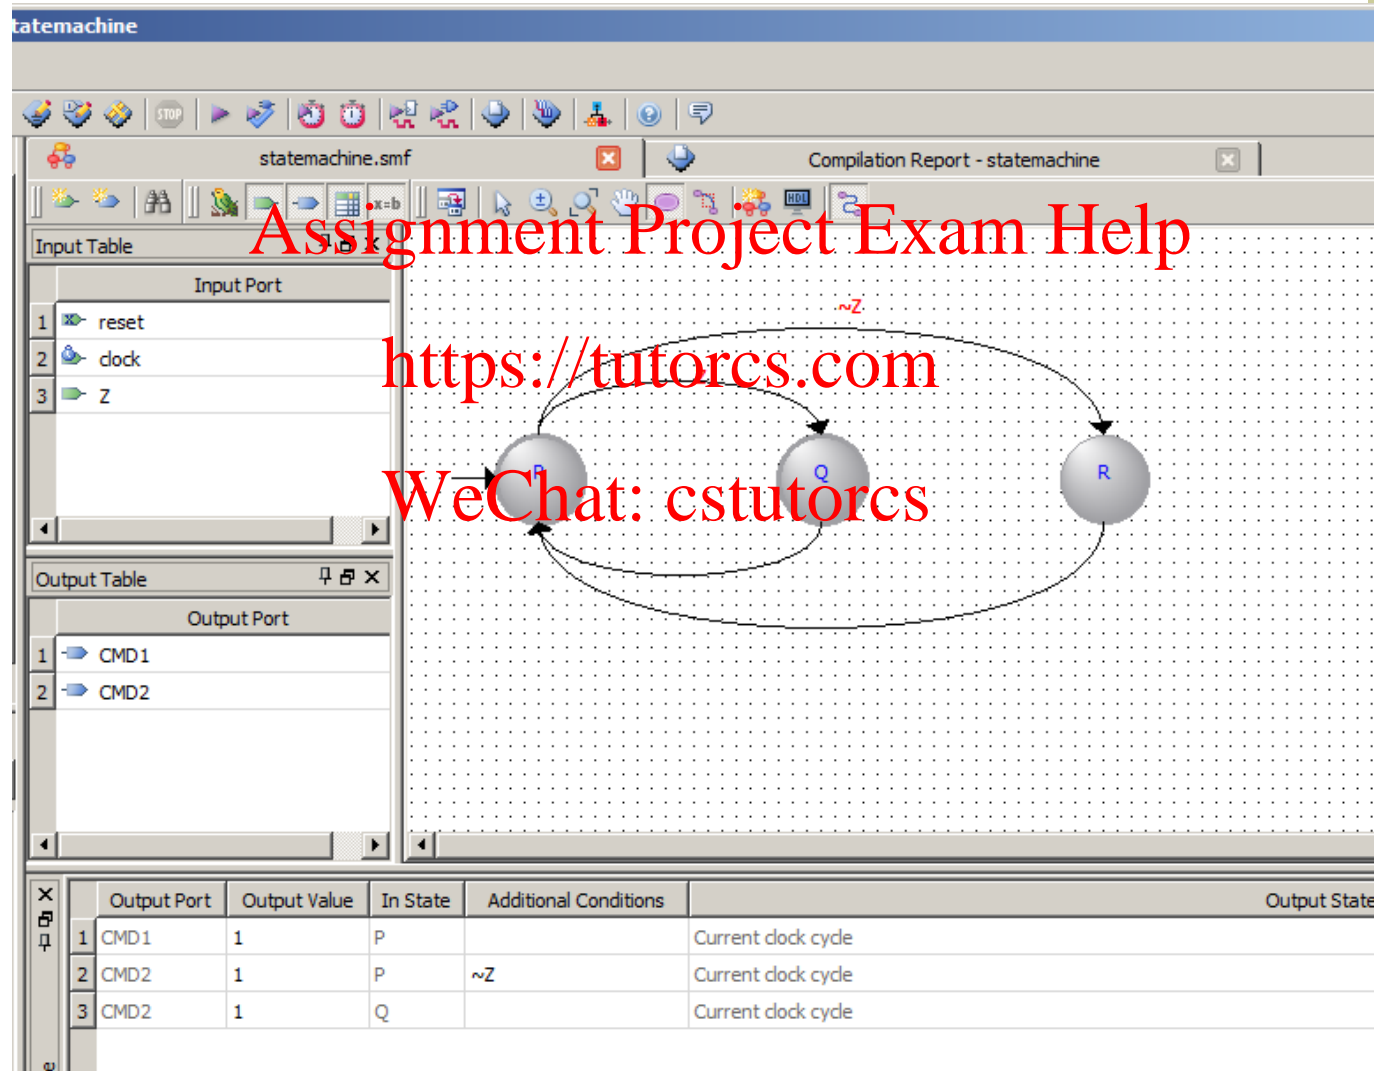 tatemachine
STOP
statemachine.smf
Compilation Report - statemachine
x=b
HDL
Assignment Project Exam Help
Input Table
Input Port
1 reset
2 clock
3 Z
~Z
https://tutorcs.com
P
Q
R
WeChat: cstutorcs
Output Table
Output Port
1 CMD1
2 CMD2
Output Port Output Value In State Additional Conditions Output State
1 CMD1 1 P Current clock cycle
2 CMD2 1 P ~Z Current clock cycle
3 CMD2 1 Q Current clock cycle